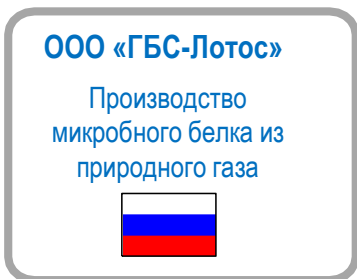 ООО «ГБС-Лотос»
Производство
микробного белка из
природного газа